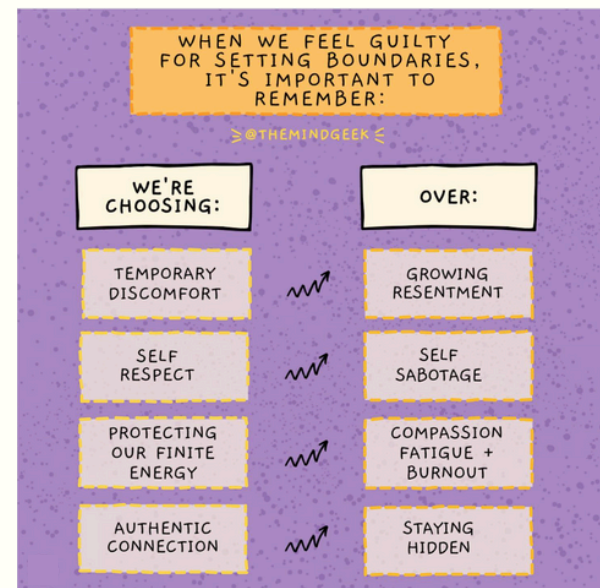 WHEN WE FEEL GUILTY
FOR SETTING BOUNDARIES,
IT'S IMPORTANT TO
REMEMBER:
@THEMINDGEEK
WE'RE
CHOOSING:
OVER:
TEMPORARY
DISCOMFORT
GROWING
RESENTMENT
SELF
RESPECT
SELF
SABOTAGE
PROTECTING
OUR FINITE
ENERGY
COMPASSION
FATIGUE +
BURNOUT
AUTHENTIC
CONNECTION
STAYING
HIDDEN